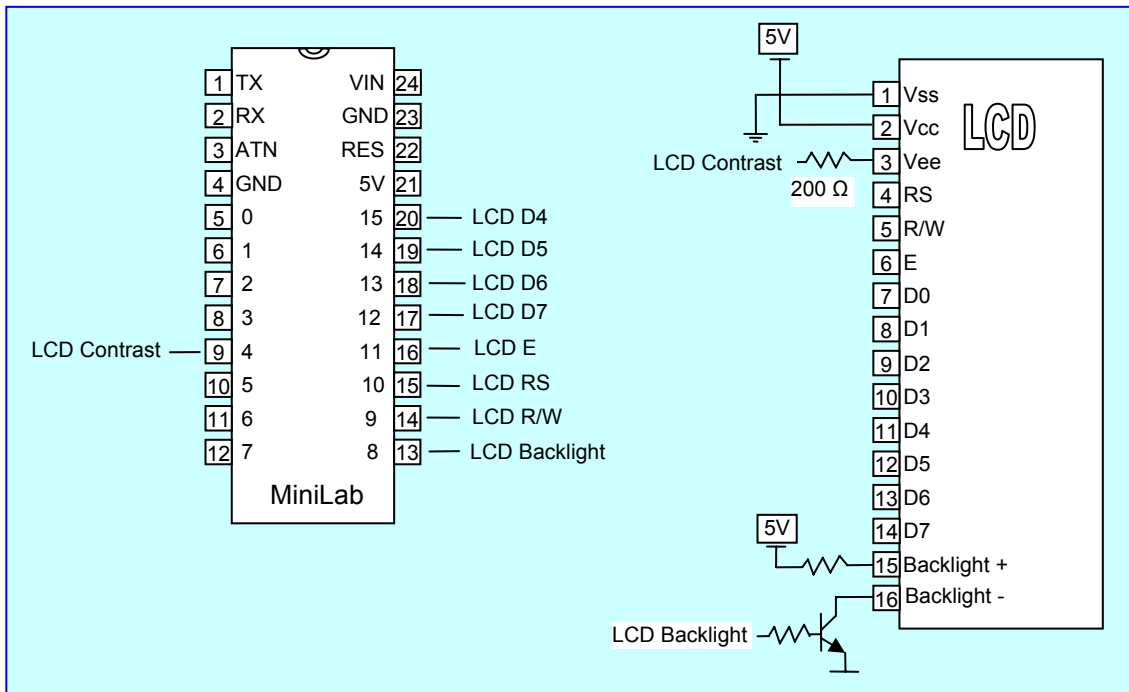 1 TX VIN 24
2 RX GND 23
3 ATN RES 22
4 GND 5V 21
5 0 15 20 LCD D4
6 1 14 19 LCD D5
7 2 13 18 LCD D6
8 3 12 17 LCD D7
LCD Contrast 9 4 11 16 LCD E
10 5 10 15 LCD RS
11 6 9 14 LCD R/W
12 7 8 13 LCD Backlight
MiniLab
5V
LCD
1 Vss
2 Vcc
LCD Contrast 3 Vee
200 Ω
4 RS
5 R/W
6 E
7 D0
8 D1
9 D2
10 D3
11 D4
12 D5
13 D6
14 D7
5V
15 Backlight +
16 Backlight -
LCD Backlight